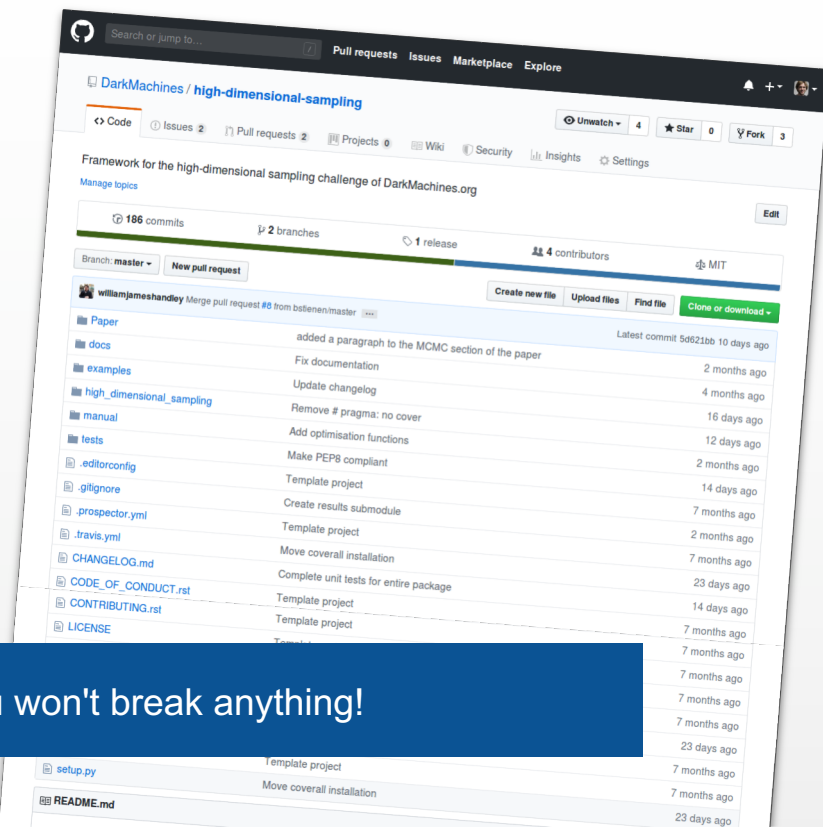 Search or jump to... / Pull requests Issues Marketplace Explore
DarkMachines / high-dimensional-sampling
Unwatch 4 Star 0 Fork 3
Code Issues 2 Pull requests 2 Projects 0 Wiki Security Insights Settings
Framework for the high-dimensional sampling challenge of DarkMachines.org
Edit
Manage topics
186 commits 2 branches 1 release 4 contributors MIT
Branch: master New pull request Create new file Upload files Find file Clone or download
williamjameshandley Merge pull request #6 from bstienen/master ... Latest commit 5d621bb 10 days ago
Paper added a paragraph to the MCMC section of the paper 2 months ago
docs Fix documentation 4 months ago
examples Update changelog 16 days ago
high_dimensional_sampling Remove # pragma: no cover 12 days ago
manual Add optimisation functions 2 months ago
tests Make PEP8 compliant 14 days ago
.editorconfig Template project 7 months ago
.gitignore Create results submodule 2 months ago
.prospector.yml Template project 7 months ago
.travis.yml Move coverall installation 23 days ago
CHANGELOG.md Complete unit tests for entire package 14 days ago
CODE_OF_CONDUCT.rst Template project 7 months ago
CONTRIBUTING.rst Template project 7 months ago
LICENSE 7 months ago
7 months ago
7 months ago
won't break anything!
23 days ago
7 months ago
Template project 7 months ago
setup.py Move coverall installation 23 days ago
README.md